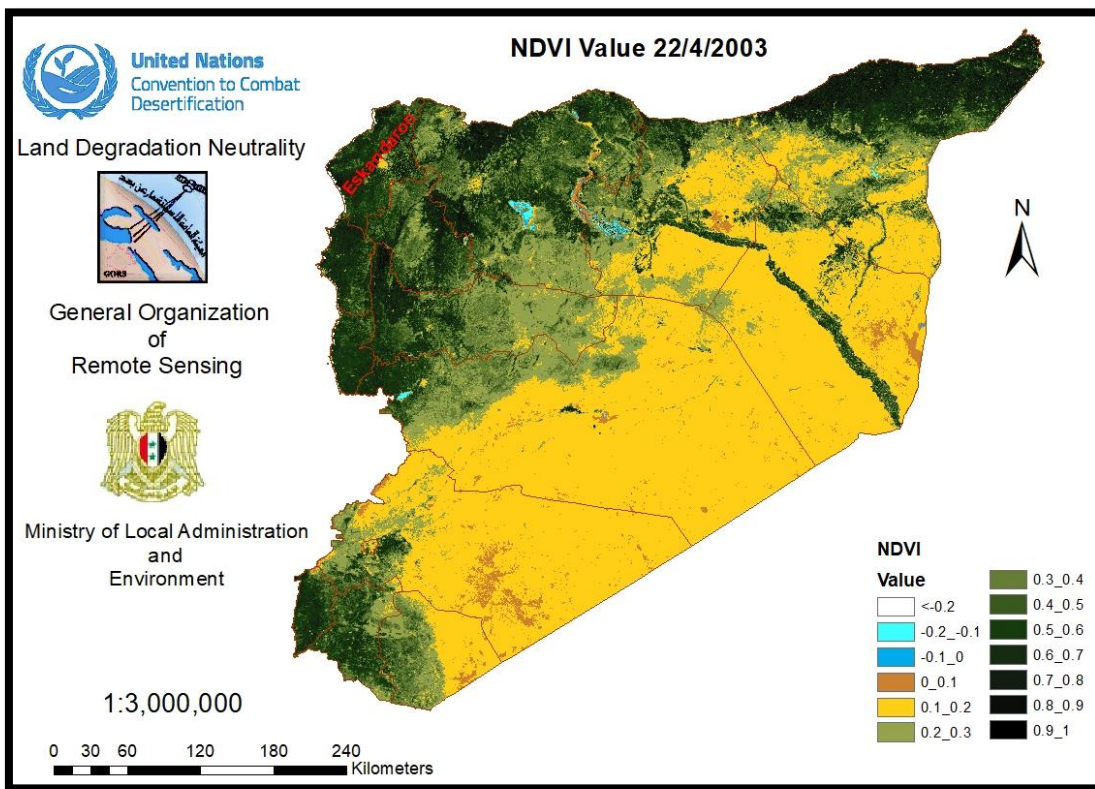 NDVI Value 22/4/2003
United Nations
Convention to Combat
Desertification
Land Degradation Neutrality
GORS
General Organization
of
Remote Sensing
Ministry of Local Administration
and
Environment
1:3,000,000
0 30 60 120 180 240
Kilometers
Eskandaros
N
NDVI
Value
<-0.2
-0.2_-0.1
-0.1_0
0_0.1
0.1_0.2
0.2_0.3
0.3_0.4
0.4_0.5
0.5_0.6
0.6_0.7
0.7_0.8
0.8_0.9
0.9_1